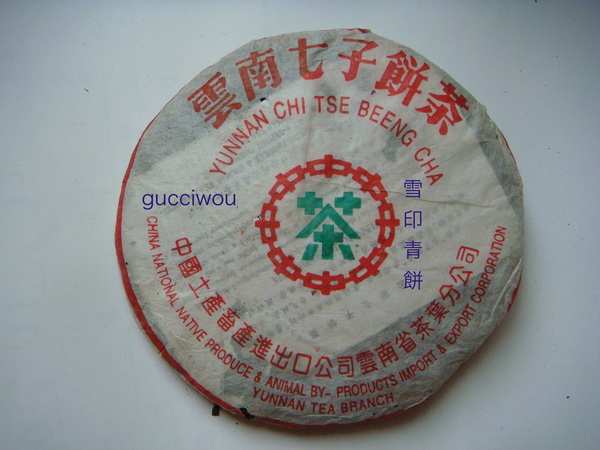 雲南七子餅茶
YUNNAN CHI TSE BEENG CHA
茶
gucciwou
雪印青餅
中國土產畜產進出口公司雲南省茶葉分公司
CHINA NATIONAL NATIVE PRODUCE & ANIMAL BY-PRODUCTS IMPORT & EXPORT CORPORATION
YUNNAN TEA BRANCH